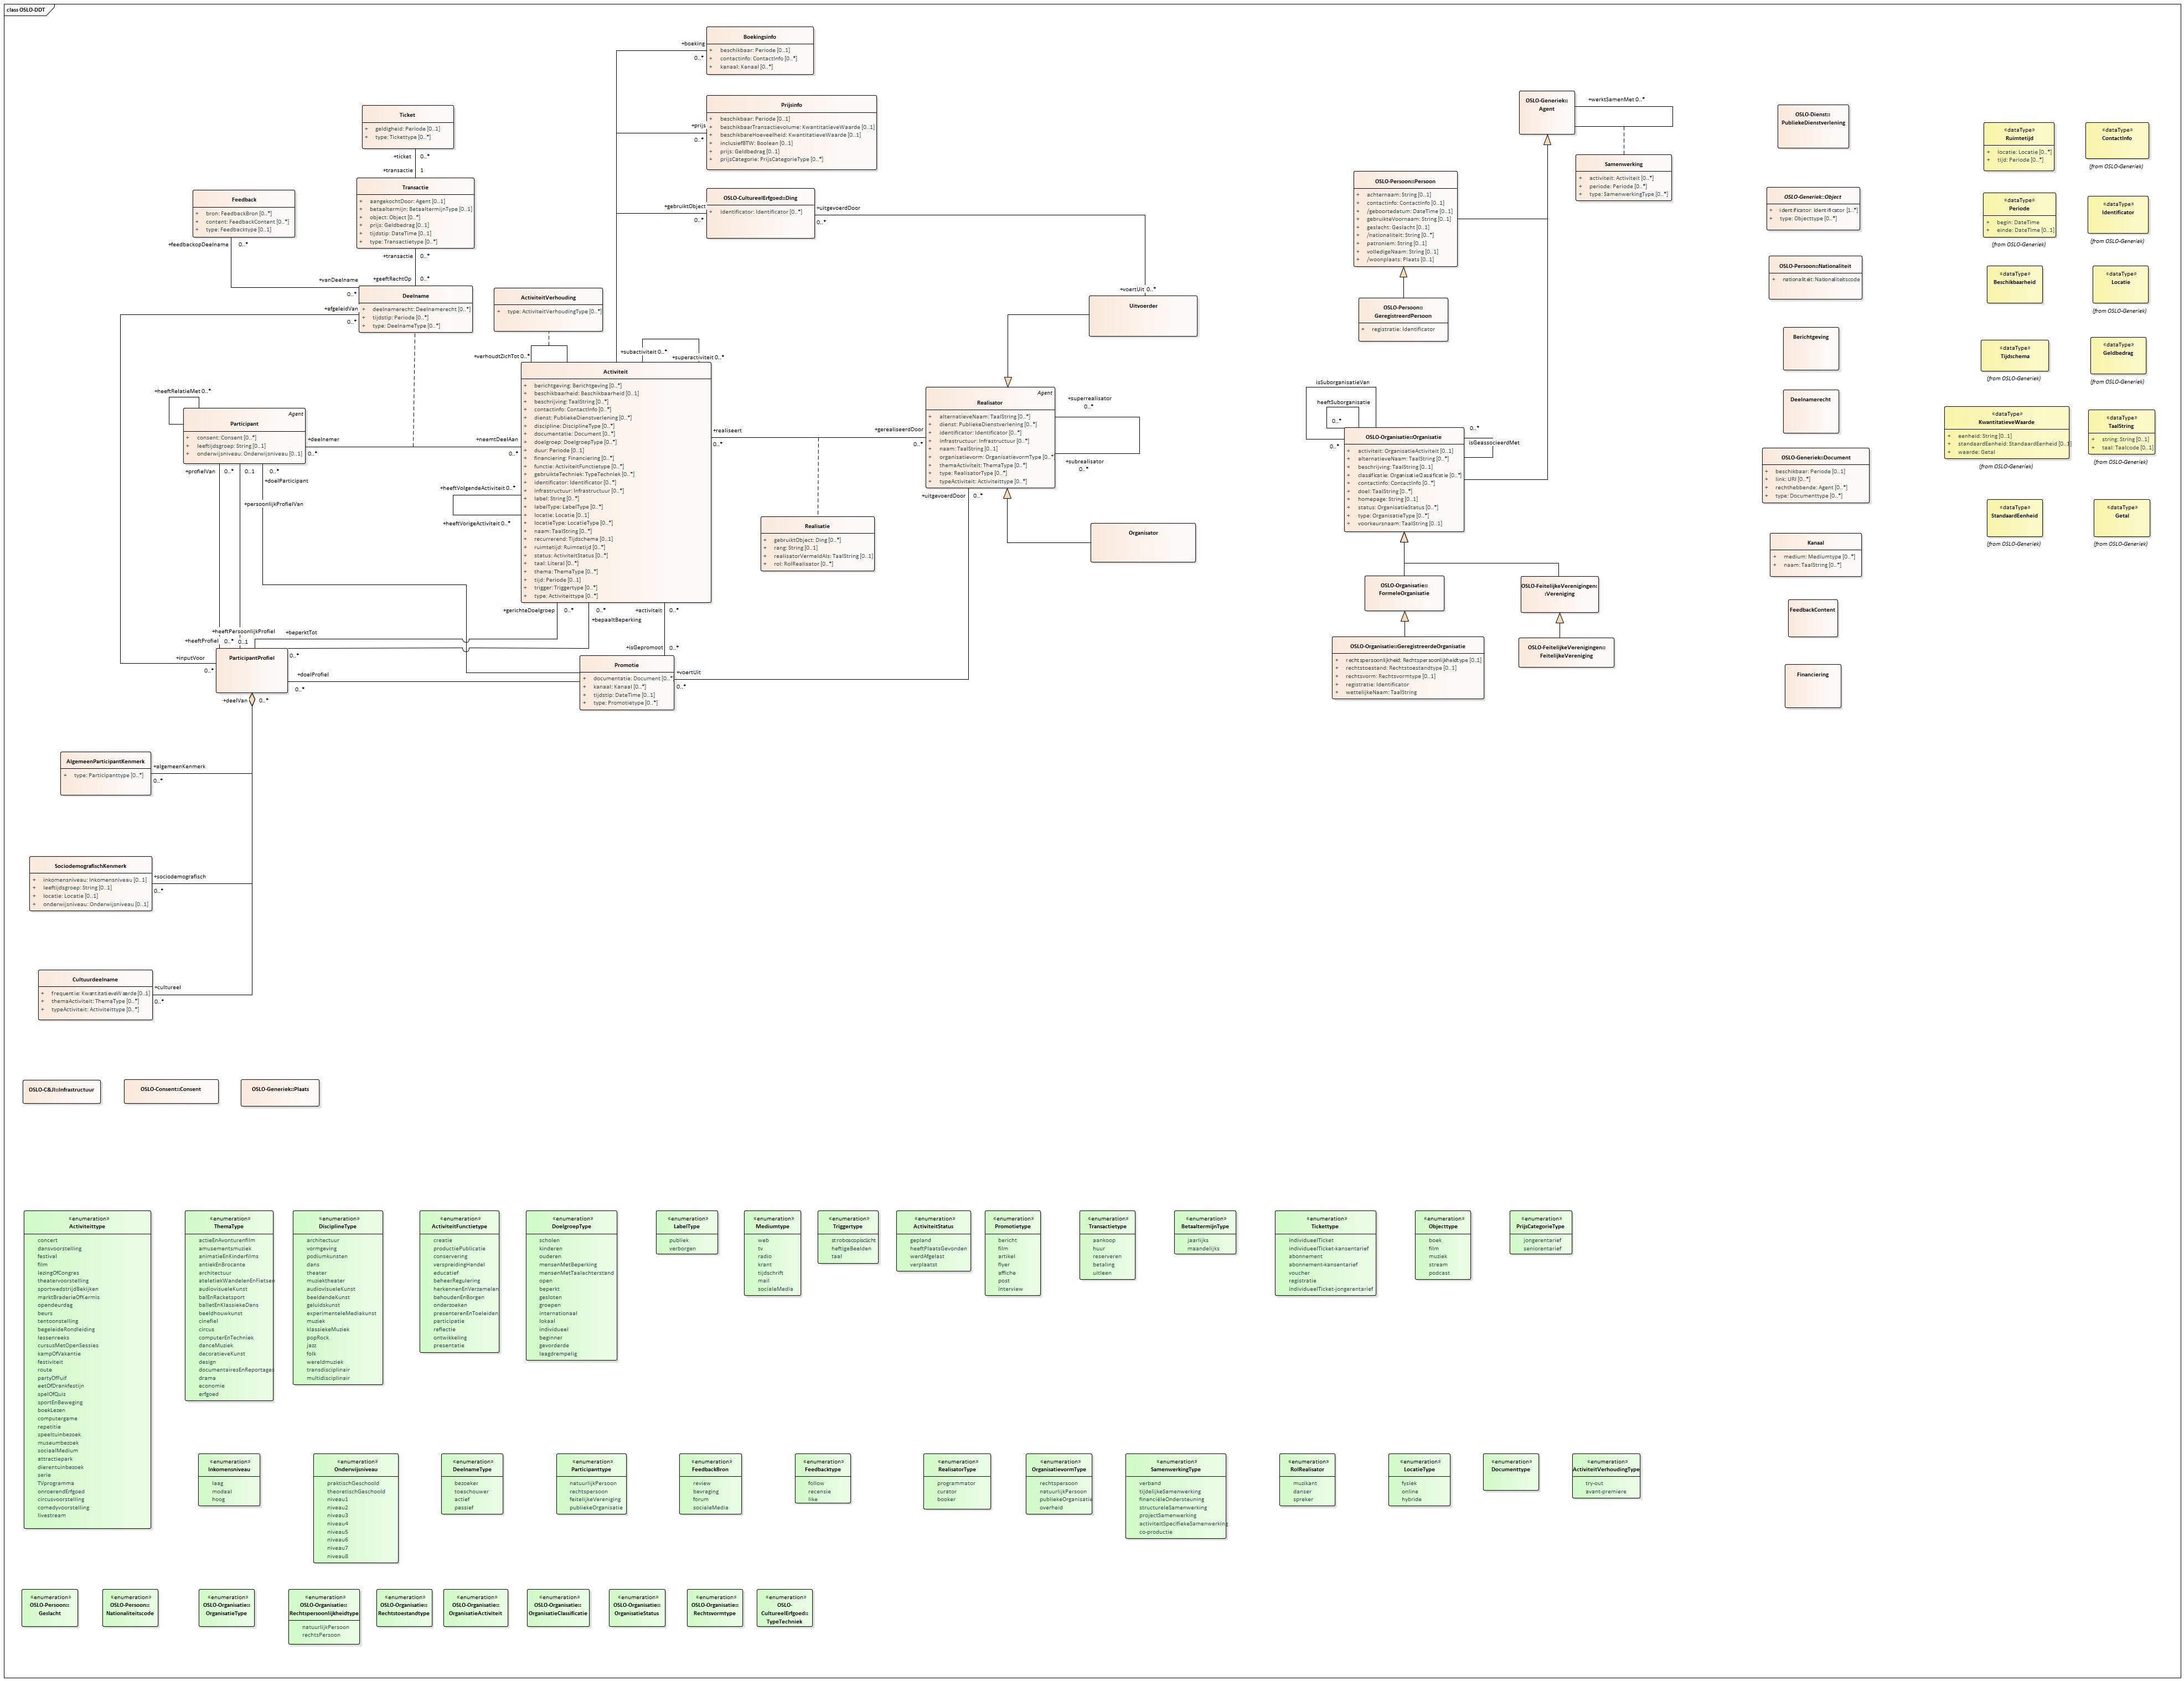 class OSLO-DDT
Boekingsinfo
+ beschikbaar: Periode [0..1]
+ contactinfo: ContactInfo [0..*]
+ kanaal: Kanaal [0..*]
+boeking
0..*
Prijsinfo
+ beschikbaar: Periode [0..1]
+ beschikbaarTransactievolume: KwantitatieveWaarde [0..1]
+ beschikbareHoeveelheid: KwantitatieveWaarde [0..1]
+ inclusiefBTW: Boolean [0..1]
+ prijs: Geldbedrag [0..1]
+ prijsCategorie: PrijsCategorieType [0..*]
+prijs
0..*
OSLO-CultureelErfgoed::Ding
+ identificator: Identificator [0..*]
+gebruiktObject
0..*
+uitgevoerdDoor
0..*
Ticket
+ geldigheid: Periode [0..1]
+ type: Tickettype [0..*]
+ticket 0..*
+transactie 1
Transactie
+ aangekochtDoor: Agent [0..1]
+ betaaltermijn: BetaaltermijnType [0..1]
+ object: Object [0..*]
+ prijs: Geldbedrag [0..1]
+ tijdstip: DataTime [0..1]
+ type: Transactietype [0..*]
+transactie 0..*
+geeftRechtOp 0..*
Feedback
+ bron: FeedbackBron [0..*]
+ content: FeedbackContent [0..*]
+ type: Feedbacktype [0..1]
+feedbackopDeelname 0..*
+vanDeelname
0..*
Deelname
+ deelnamerecht: Deelnamerecht [0..*]
+ tijdstip: Periode [0..1]
+ type: DeelnameType [0..*]
+afgeleidVan
0..*
ActiviteitVerhouding
+ type: ActiviteitVerhoudingType [0..*]
+verhoudtZichTot 0..*
+subactiviteit 0..*
+superactiviteit 0..*
Activiteit
+ berichtgeving: Berichtgeving [0..*]
+ beschikbaarheid: Beschikbaarheid [0..1]
+ beschrijving: TaalString [0..*]
+ contactinfo: ContactInfo [0..*]
+ dienst: PubliekeDienstverlening [0..*]
+ discipline: DisciplineType [0..*]
+ documentatie: Document [0..*]
+ doelgroep: DoelgroepType [0..*]
+ duur: Periode [0..1]
+ financiering: Financiering [0..*]
+ functie: ActiviteitFunctietype [0..*]
+ gebruikteTechniek: TypeTechniek [0..*]
+ identificator: Identificator [0..*]
+ infrastructuur: Infrastructuur [0..*]
+ label: String [0..*]
+ labelType: LabelType [0..*]
+ locatie: Locatie [0..1]
+ locatieType: LocatieType [0..*]
+ naam: TaalString [0..*]
+ recurrerend: Tijdschema [0..1]
+ ruimtetijd: Ruimtetijd [0..*]
+ status: ActiviteitStatus [0..*]
+ taal: Literal [0..*]
+ thema: ThemaType [0..*]
+ tijd: Periode [0..1]
+ trigger: Triggertype [0..*]
+ type: Activiteittype [0..*]
+heeftVolgendeActiviteit 0..*
+heeftVorigeActiviteit 0..*
+heeftRelatieMet 0..*
Agent
Participant
+ consent: Consent [0..*]
+ leeftijdsgroep: String [0..1]
+ onderwijsniveau: Onderwijsniveau [0..1]
+deelnemer
0..*
+neemtDeelAan
0..*
+profielVan 0..* 0..1 0..*
+doelParticipant
+persoonlijkProfielVan
+heeftPersoonlijkProfiel
+heeftProfiel 0..* 0..1
+beperktTot
+inputVoor
0..*
ParticipantProfiel
0..*
+doelProfiel
0..*
+deelVan 0..*
+gerichteDoelgroep 0..*
0..*
+bepaaltBeperking
+activiteit 0..*
+isGepromoot 0..*
Promotie
+ documentatie: Document [0..*]
+ kanaal: Kanaal [0..*]
+ tijdstip: DateTime [0..1]
+ type: Promotietype [0..*]
+voertUit
0..*
+realiseert
0..*
+gerealiseerdDoor
0..*
Realisatie
+ gebruiktObject: Ding [0..*]
+ rang: String [0..1]
+ realisatorVermeldAls: TaalString [0..1]
+ rol: RolRealisator [0..*]
Agent
Realisator
+ alternatieveNaam: TaalString [0..*]
+ dienst: PubliekeDienstverlening [0..*]
+ identificator: Identificator [0..*]
+ infrastructuur: Infrastructuur [0..*]
+ naam: TaalString [0..1]
+ organisatievorm: OrganisatievormType [0..*]
+ themaActiviteit: ThemaType [0..*]
+ type: RealisatorType [0..*]
+ typeActiviteit: Activiteittype [0..*]
+superrealisator
0..*
+subrealisator
0..*
+uitgevoerdDoor 0..*
+voertUit 0..*
Uitvoerder
Organisator
AlgemeenParticipantKenmerk
+ type: Participanttype [0..*]
+algemeenKenmerk
0..*
SociodemografischKenmerk
+ inkomensniveau: Inkomensniveau [0..1]
+ leeftijdsgroep: String [0..1]
+ locatie: Locatie [0..1]
+ onderwijsniveau: Onderwijsniveau [0..1]
+sociodemografisch
0..*
Cultuurdeelname
+ frequentie: KwantitatieveWaarde [0..1]
+ themaActiviteit: ThemaType [0..*]
+ typeActiviteit: Activiteittype [0..*]
+cultureel
0..*
OSLO-Generiek::
Agent
+werktSamenMet 0..*
Samenwerking
+ activiteit: Activiteit [0..*]
+ periode: Periode [0..*]
+ type: SamenwerkingType [0..*]
OSLO-Persoon::Persoon
+ achternaam: String [0..1]
+ contactinfo: ContactInfo [0..1]
+ /geboortedatum: DateTime [0..1]
+ gebruikteVoornaam: String [0..1]
+ geslacht: Geslacht [0..1]
+ /nationaliteit: String [0..*]
+ patroniem: String [0..1]
+ volledigeNaam: String [0..1]
+ /woonplaats: Plaats [0..1]
OSLO-Persoon::
GeregistreerdPersoon
+ registratie: Identificator
isSuborganisatieVan
heeftSuborganisatie
0..*
0..*
OSLO-Organisatie::Organisatie
+ activiteit: OrganisatieActiviteit [0..*]
+ alternatieveNaam: TaalString [0..*]
+ beschrijving: TaalString [0..*]
+ classificatie: OrganisatieClassificatie [0..*]
+ contactinfo: ContactInfo [0..*]
+ doel: TaalString [0..*]
+ homepage: String [0..*]
+ status: OrganisatieStatus [0..*]
+ type: OrganisatieType [0..*]
+ voorkeursnaam: TaalString [0..1]
0..*
isGeassocieerdMet
OSLO-Organisatie::
FormeleOrganisatie
OSLO-FeitelijkeVerenigingen:
:Vereniging
OSLO-Organisatie::GeregistreerdeOrganisatie
+ rechtspersoonlijkheid: Rechtspersoonlijkheidtype [0..1]
+ rechtstoestand: Rechtstoestandtype [0..1]
+ rechtsvorm: Rechtsvormtype [0..1]
+ registratie: Identificator
+ wettelijkeNaam: TaalString
OSLO-FeitelijkeVerenigingen::
FeitelijkeVereniging
OSLO-Dienst::
PubliekeDienstverlening
OSLO-Generiek::Object
+ identificator: Identificator [1..*]
+ type: Objecttype [0..*]
OSLO-Persoon::Nationaliteit
+ nationaliteit: Nationaliteitscode
Berichtgeving
Deelnamerecht
OSLO-Generiek::Document
+ beschikbaar: Periode [0..1]
+ link: URI [0..*]
+ rechthebbende: Agent [0..*]
+ type: Documenttype [0..*]
Kanaal
+ medium: Mediumtype [0..*]
+ naam: TaalString [0..*]
FeedbackContent
Financiering
«dataType»
Ruimtetijd
+ locatie: Locatie [0..*]
+ tijd: Periode [0..*]
«dataType»
ContactInfo
(from OSLO-Generiek)
«dataType»
Periode
+ begin: DateTime
+ einde: DateTime [0..1]
(from OSLO-Generiek)
«dataType»
Identificator
(from OSLO-Generiek)
«dataType»
Beschikbaarheid
«dataType»
Locatie
(from OSLO-Generiek)
«dataType»
Tijdschema
(from OSLO-Generiek)
«dataType»
Geldbedrag
(from OSLO-Generiek)
«dataType»
KwantitatieveWaarde
+ eenheid: String [0..1]
+ standaardEenheid: StandaardEenheid [0..1]
+ waarde: Getal
(from OSLO-Generiek)
«dataType»
TaalString
+ string: String [0..1]
+ taal: Taalcode [0..1]
(from OSLO-Generiek)
«dataType»
StandaardEenheid
(from OSLO-Generiek)
«dataType»
Getal
(from OSLO-Generiek)
OSLO-C&JI::Infrastructuur
OSLO-Consent::Consent
OSLO-Generiek::Plaats
«enumeration»
Activiteittype
concert
dansvoorstelling
festival
film
lezingOfCongres
theatervoorstelling
sportwedstrijdBekijken
marktBraderieOfKermis
opendeurdag
beurs
tentoonstelling
begeleideRondleiding
lessenreeks
cursusMetOpenSessies
kampOfVakantie
festiviteit
route
partyOfFuif
eetOfDrankfestijn
spelOfQuiz
sportEnBeweging
boekLezen
computergame
repetitie
speeltuinbezoek
museumbezoek
sociaalMedium
attractiepark
dierentuinbezoek
serie
TVprogramma
onroerendErfgoed
circusvoorstelling
comedyvoorstelling
livestream
«enumeration»
ThemaType
actieEnAvonturenfilm
amusementsmuziek
animatieEnKinderfilms
antiekEnBrocante
architectuur
ateletiekWandelenEnFietsen
audiovisueleKunst
balEnRacketsport
balletEnKlassiekeDans
beeldhouwkunst
cinefiel
circus
computerEnTechniek
danceMuziek
decoratieveKunst
design
documentairesEnReportages
drama
economie
erfgoed
«enumeration»
DisciplineType
architectuur
vormgeving
podiumkunsten
dans
theater
muziektheater
audiovisueleKunst
beeldendeKunst
geluidskunst
experimenteleMediakunst
muziek
klassiekeMuziek
popRock
jazz
folk
wereldmuziek
transdisciplinair
multidisciplinair
«enumeration»
ActiviteitFunctietype
creatie
productiePublicatie
conservering
verspreidingHandel
educatief
beheerRegulering
herkennenEnVerzamelen
behoudenEnBorgen
onderzoeken
presenterenEnToeleiden
participatie
reflectie
ontwikkeling
presentatie
«enumeration»
DoelgroepType
scholen
kinderen
ouderen
mensenMetBeperking
mensenMetTaalachterstand
open
beperkt
gesloten
groepen
internationaal
lokaal
individueel
beginner
gevorderde
laagdrempelig
«enumeration»
LabelType
publiek
verborgen
«enumeration»
Mediumtype
web
tv
radio
krant
tijdschrift
mail
socialeMedia
«enumeration»
Triggertype
stroboscopischLicht
heftigeBeelden
taal
«enumeration»
ActiviteitStatus
gepland
heeftPlaatsGevonden
werdAfgelast
verplaatst
«enumeration»
Promotietype
bericht
film
artikel
flyer
affiche
post
interview
«enumeration»
Transactietype
aankoop
huur
reserveren
betaling
uitleen
«enumeration»
BetaaltermijnType
jaarlijks
maandelijks
«enumeration»
Tickettype
individueelTicket
individueelTicket-kansentarief
abonnement
abonnement-kansentarief
voucher
registratie
individueelTicket-jongerentarief
«enumeration»
Objecttype
boek
film
muziek
stream
podcast
«enumeration»
PrijsCategorieType
jongerentarief
seniorentarief
«enumeration»
Inkomensniveau
laag
modaal
hoog
«enumeration»
Onderwijsniveau
praktischGeschoold
theoretischGeschoold
niveau1
niveau2
niveau3
niveau4
niveau5
niveau6
niveau7
niveau8
«enumeration»
DeelnameType
bezoeker
toeschouwer
actief
passief
«enumeration»
Participanttype
natuurlijkPersoon
rechtspersoon
feitelijkeVereniging
publiekeOrganisatie
«enumeration»
FeedbackBron
review
bevraging
forum
socialeMedia
«enumeration»
Feedbacktype
follow
recensie
like
«enumeration»
RealisatorType
programmator
curator
booker
«enumeration»
OrganisatievormType
rechtspersoon
natuurlijkPersoon
publiekeOrganisatie
overheid
«enumeration»
SamenwerkingType
verband
tijdelijkeSamenwerking
financiëleOndersteuning
structureleSamenwerking
projectSamenwerking
activiteitSpecifiekeSamenwerking
co-productie
«enumeration»
RolRealisator
muzikant
danser
spreker
«enumeration»
LocatieType
fysiek
online
hybride
«enumeration»
Documenttype
«enumeration»
ActiviteitVerhoudingType
try-out
avant-premiere
«enumeration»
OSLO-Persoon::
Geslacht
«enumeration»
OSLO-Persoon::
Nationaliteitscode
«enumeration»
OSLO-Organisatie::
OrganisatieType
«enumeration»
OSLO-Organisatie::
Rechtspersoonlijkheidtype
natuurlijkPersoon
rechtsPersoon
«enumeration»
OSLO-Organisatie::
Rechtstoestandtype
«enumeration»
OSLO-Organisatie::
OrganisatieActiviteit
«enumeration»
OSLO-Organisatie::
OrganisatieClassificatie
«enumeration»
OSLO-Organisatie::
OrganisatieStatus
«enumeration»
OSLO-Organisatie::
Rechtsvormtype
«enumeration»
OSLO-
CultureelErfgoed::
TypeTechniek